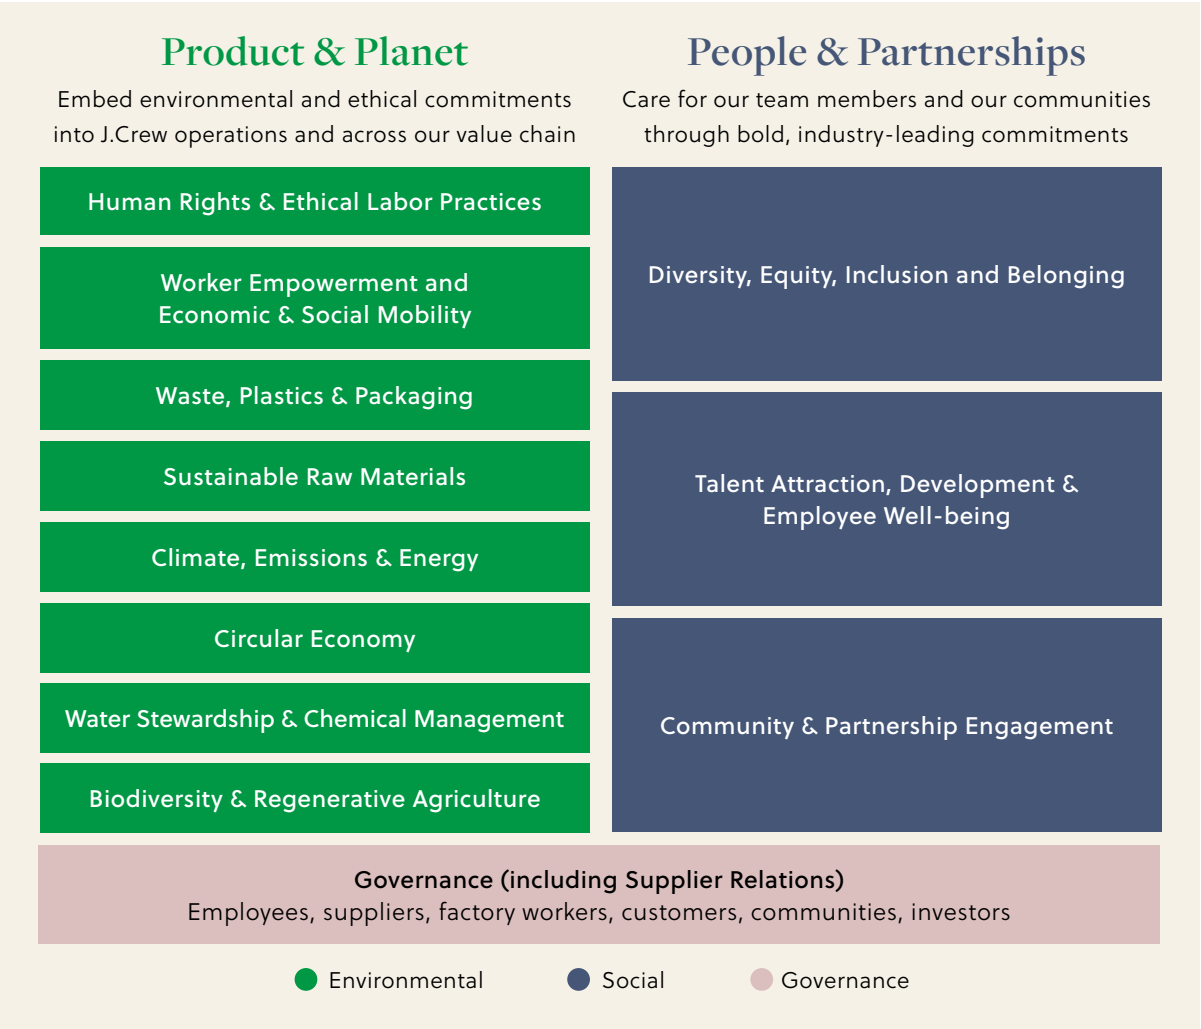 Product & Planet
Embed environmental and ethical commitments
into J.Crew operations and across our value chain
Human Rights & Ethical Labor Practices
Worker Empowerment and
Economic & Social Mobility
Waste, Plastics & Packaging
Sustainable Raw Materials
Climate, Emissions & Energy
Circular Economy
Water Stewardship & Chemical Management
Biodiversity & Regenerative Agriculture
People & Partnerships
Care for our team members and our communities
through bold, industry-leading commitments
Diversity, Equity, Inclusion and Belonging
Talent Attraction, Development &
Employee Well-being
Community & Partnership Engagement
Governance (including Supplier Relations)
Employees, suppliers, factory workers, customers, communities, investors
Environmental
Social
Governance